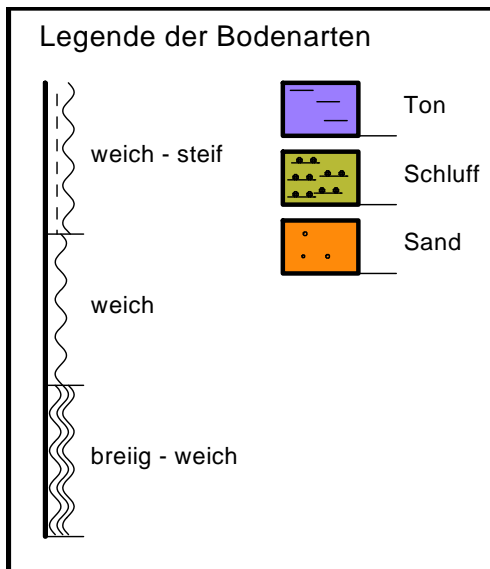 Legende der Bodenarten
weich - steif
weich
breiig - weich
Ton
Schluff
Sand